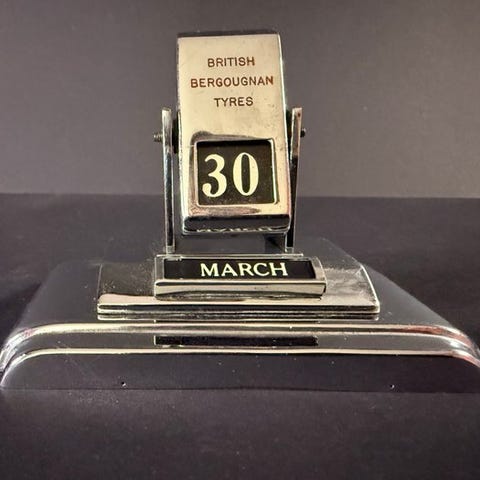 BRITISH
BERGOUGNAN
TYRES
30
MARCH